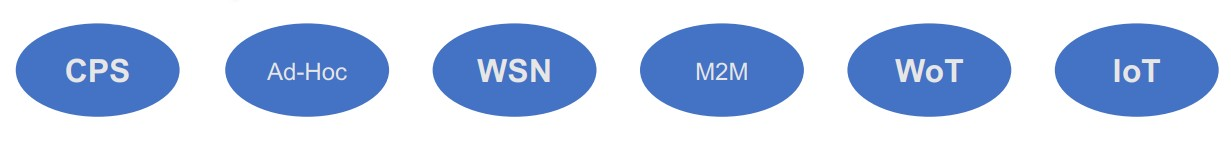 CPS Ad-Hoc WSN M2M WoT IoT